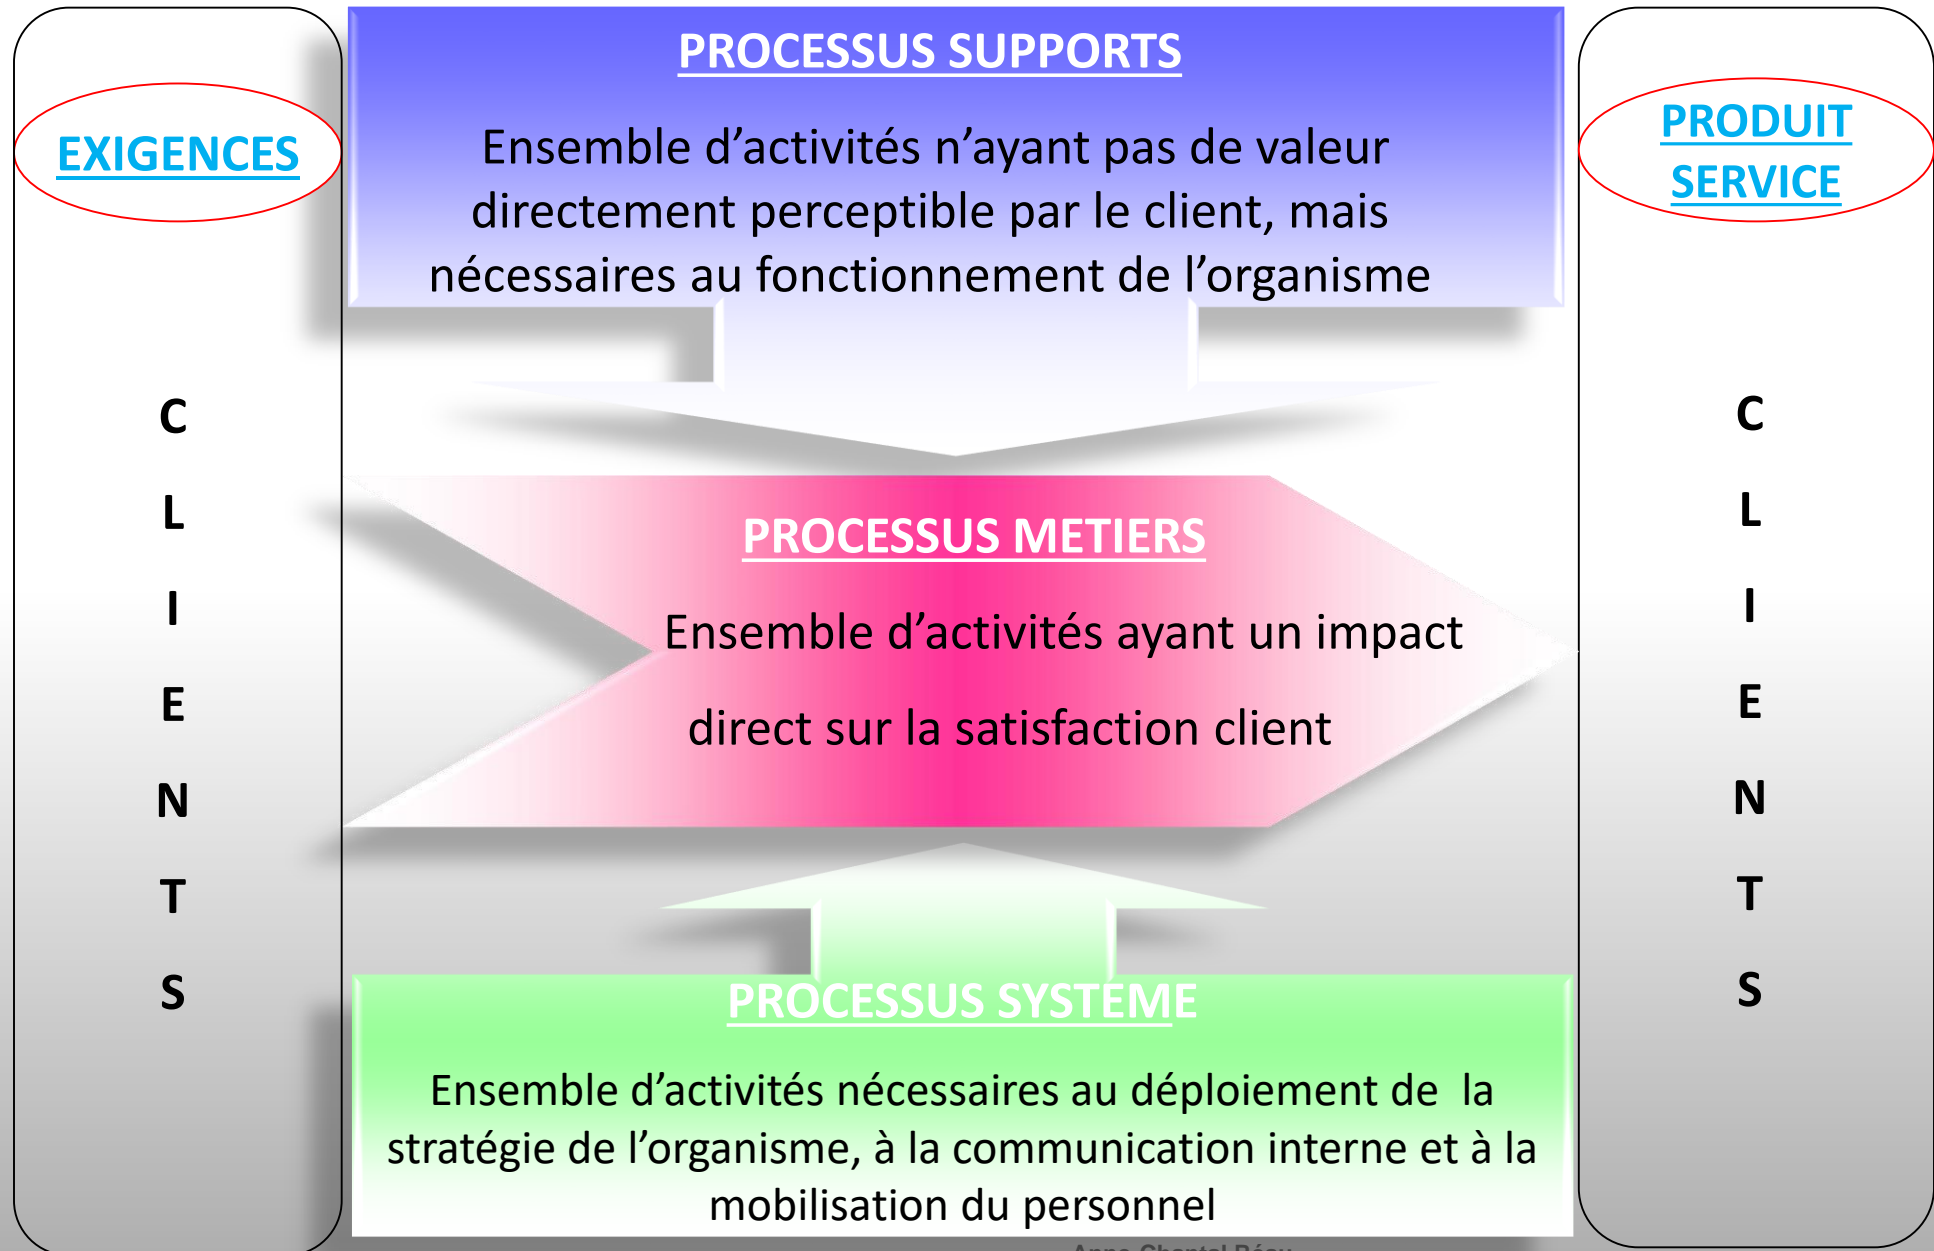 EXIGENCES
C
L
I
E
N
T
S
PROCESSUS SUPPORTS
Ensemble d’activités n’ayant pas de valeur
directement perceptible par le client, mais
nécessaires au fonctionnement de l’organisme
PROCESSUS METIERS
Ensemble d’activités ayant un impact
direct sur la satisfaction client
PROCESSUS SYSTÈME
Ensemble d’activités nécessaires au déploiement de  la
stratégie de l’organisme, à la communication interne et à la
mobilisation du personnel
PRODUIT
SERVICE
C
L
I
E
N
T
S